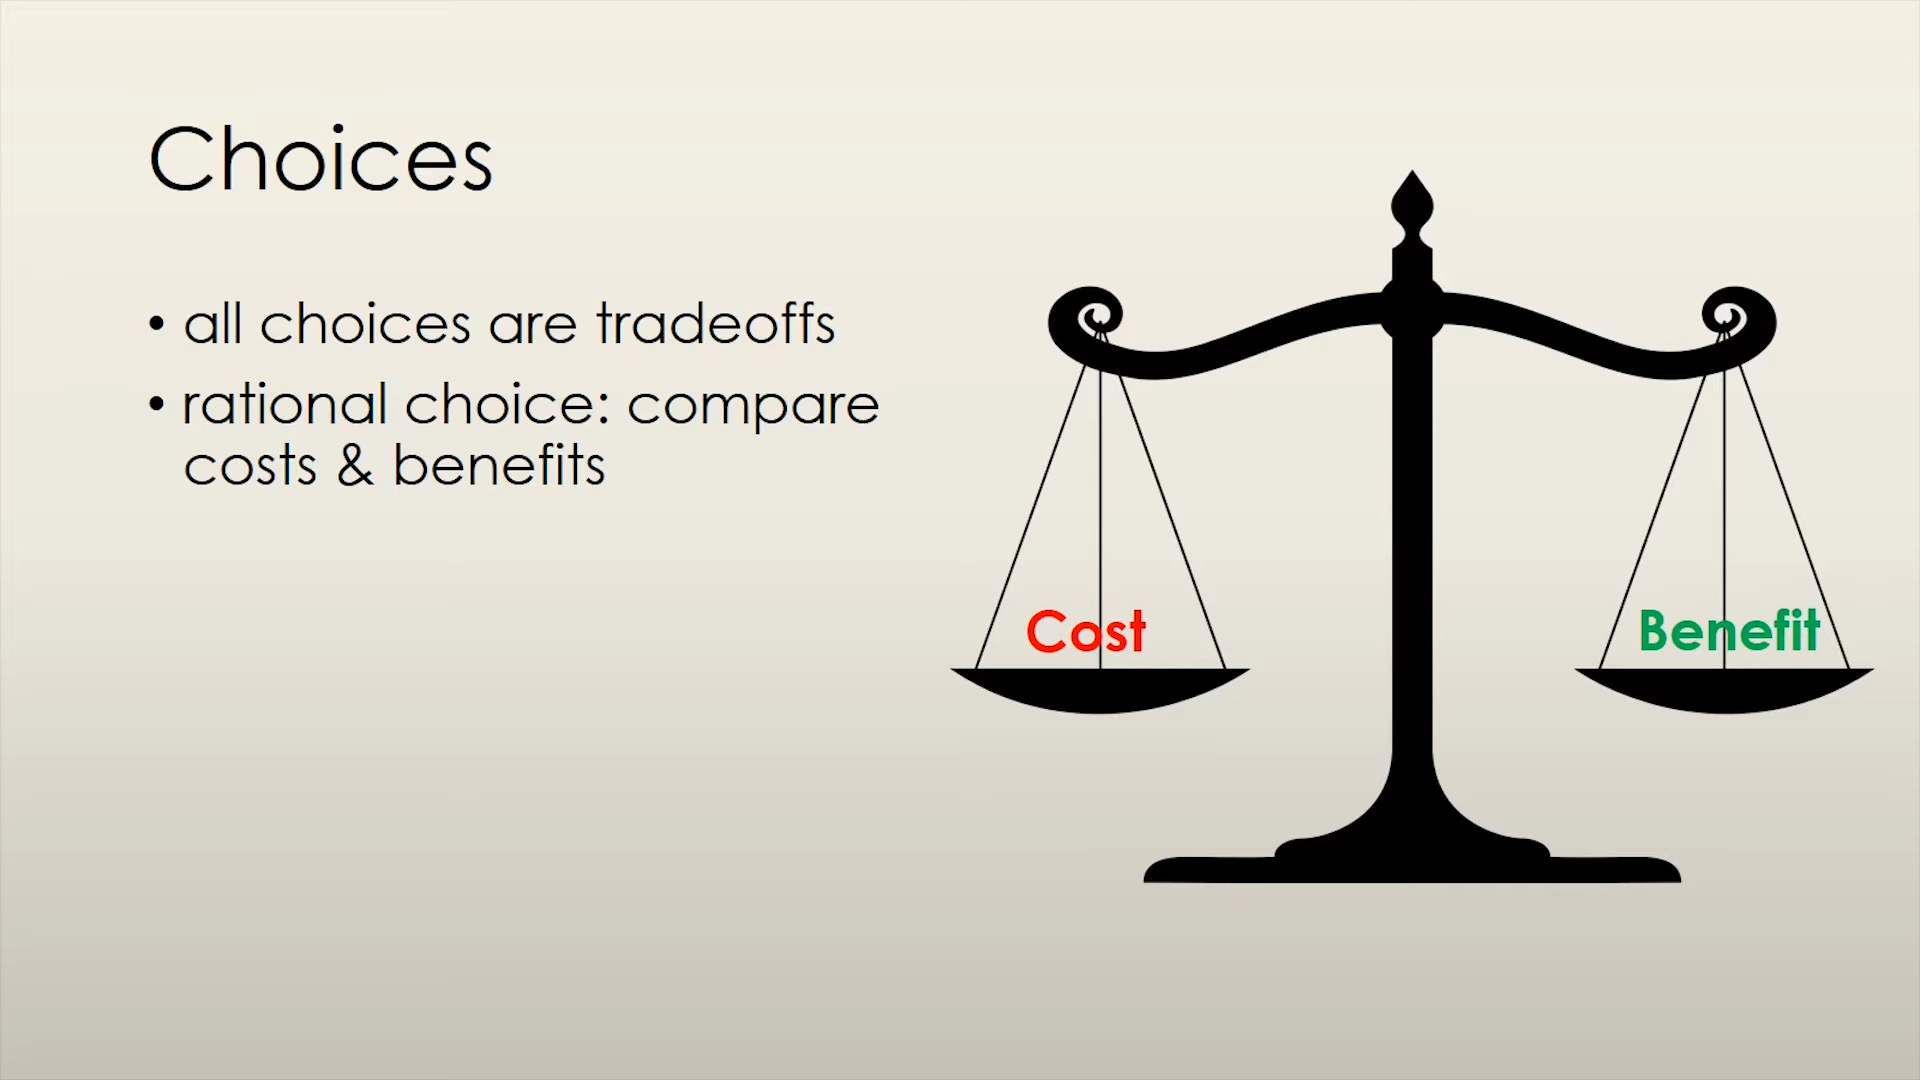 Choices
• all choices are tradeoffs
• rational choice: compare
costs & benefits
Cost
Benefit